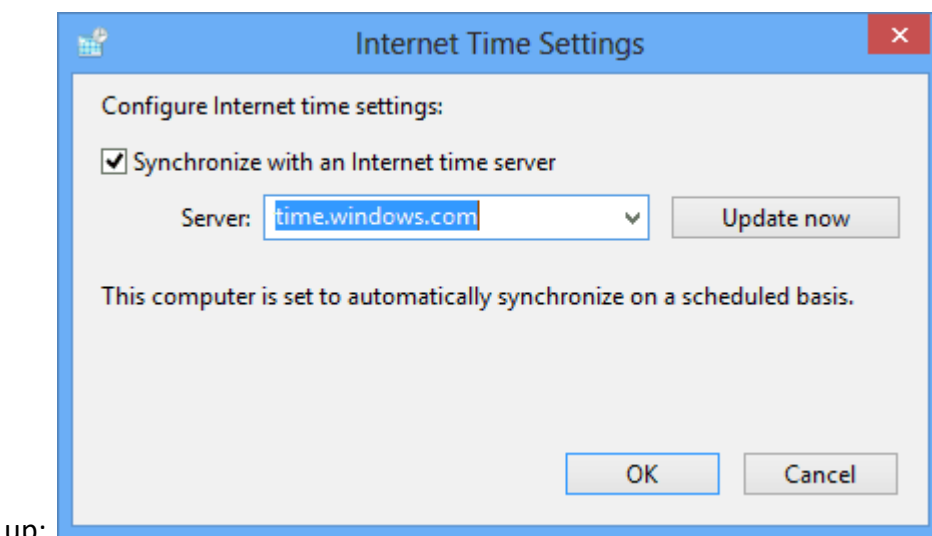 Internet Time Settings
Configure Internet time settings:
Synchronize with an Internet time server
Server: time.windows.com Update now
This computer is set to automatically synchronize on a scheduled basis.
OK Cancel
up: